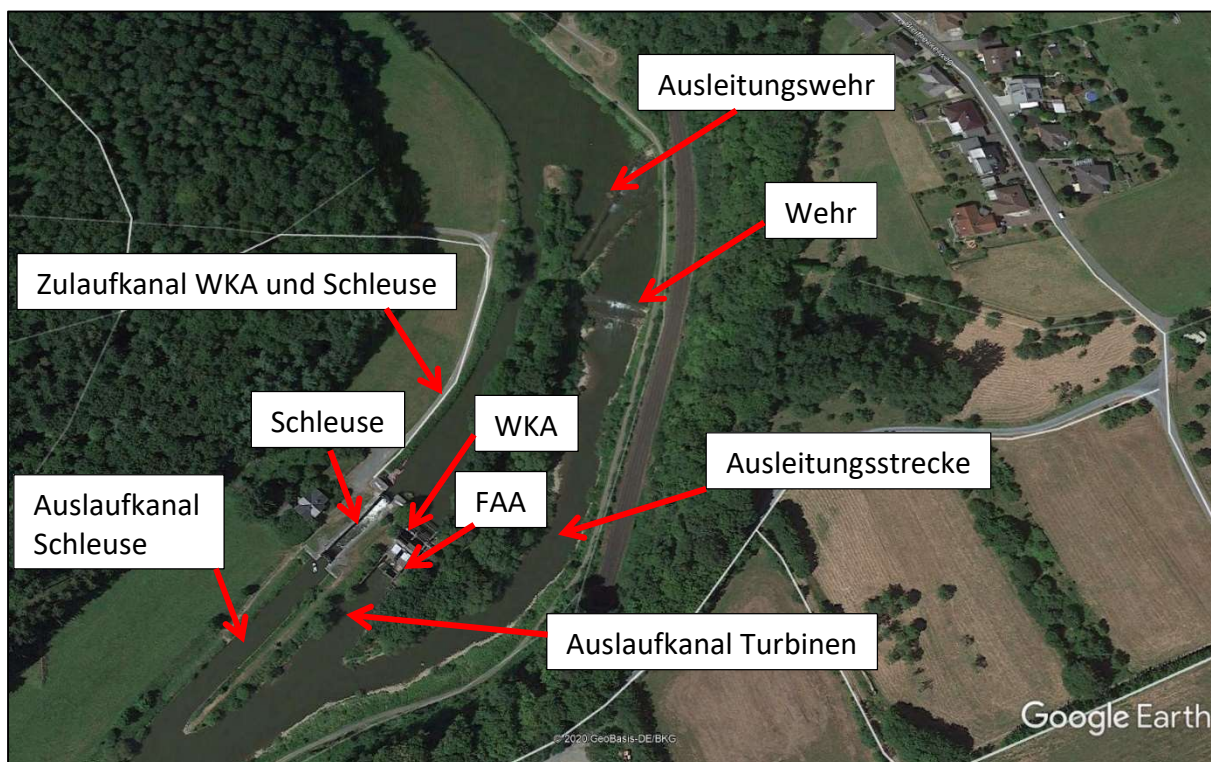 Ausleitungswehr
Wehr
Zulaufkanal WKA und Schleuse
Schleuse
WKA
Ausleitungsstrecke
FAA
Auslaufkanal
Schleuse
Auslaufkanal Turbinen
Google Earth
© 2020 GeoBasis-DE/BKG